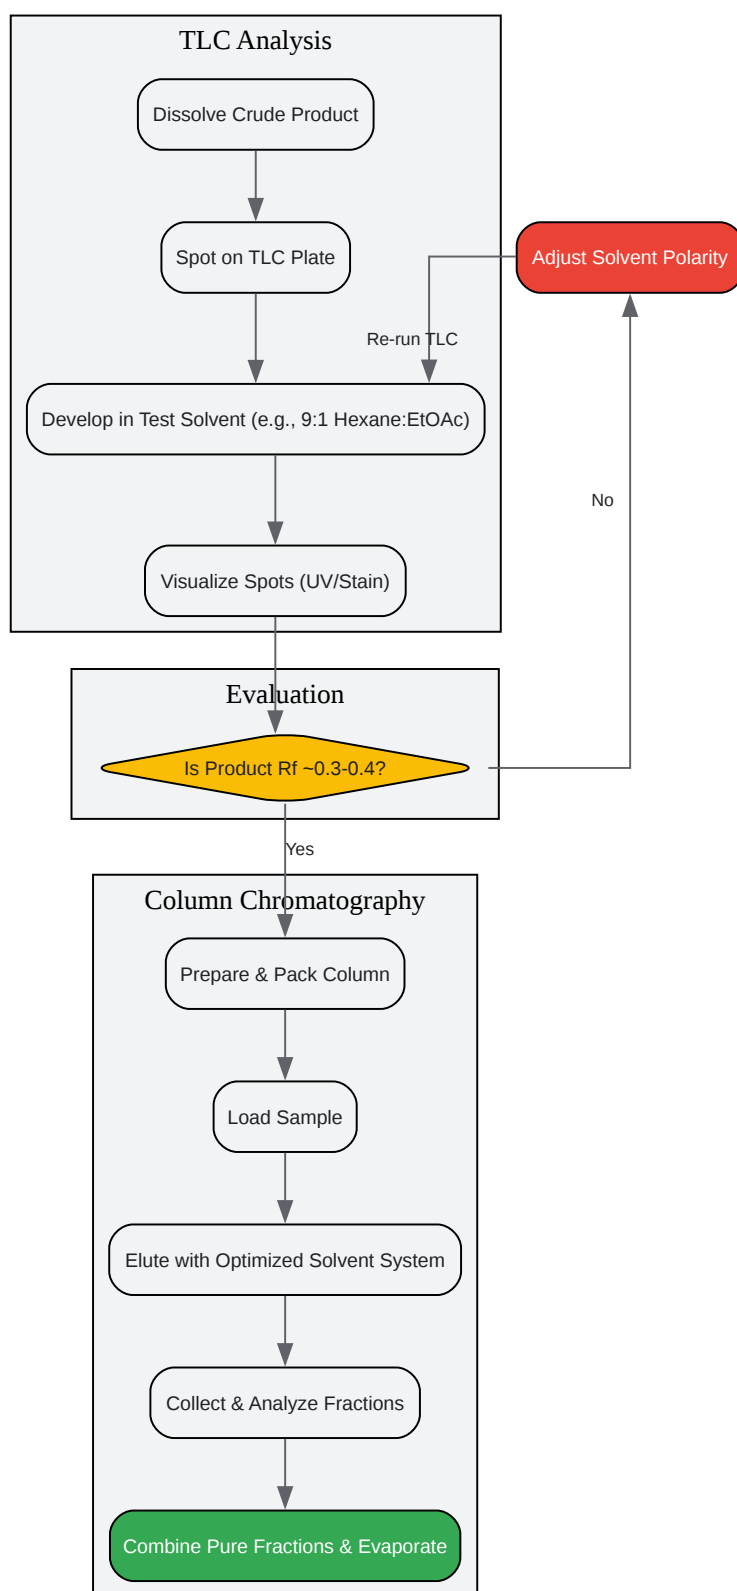 TLC Analysis
Dissolve Crude Product
Spot on TLC Plate
Adjust Solvent Polarity
Re-run TLC
Develop in Test Solvent (e.g., 9:1 Hexane:EtOAc)
No
Visualize Spots (UV/Stain)
Evaluation
Is Product Rf ~0.3-0.4?
Yes
Column Chromatography
Prepare & Pack Column
Load Sample
Elute with Optimized Solvent System
Collect & Analyze Fractions
Combine Pure Fractions & Evaporate